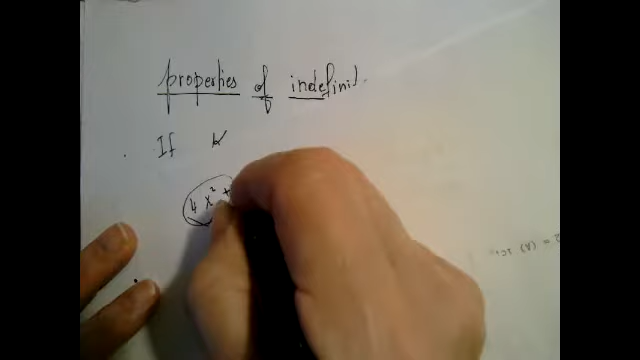 properties of indefinit
If k
4x² +